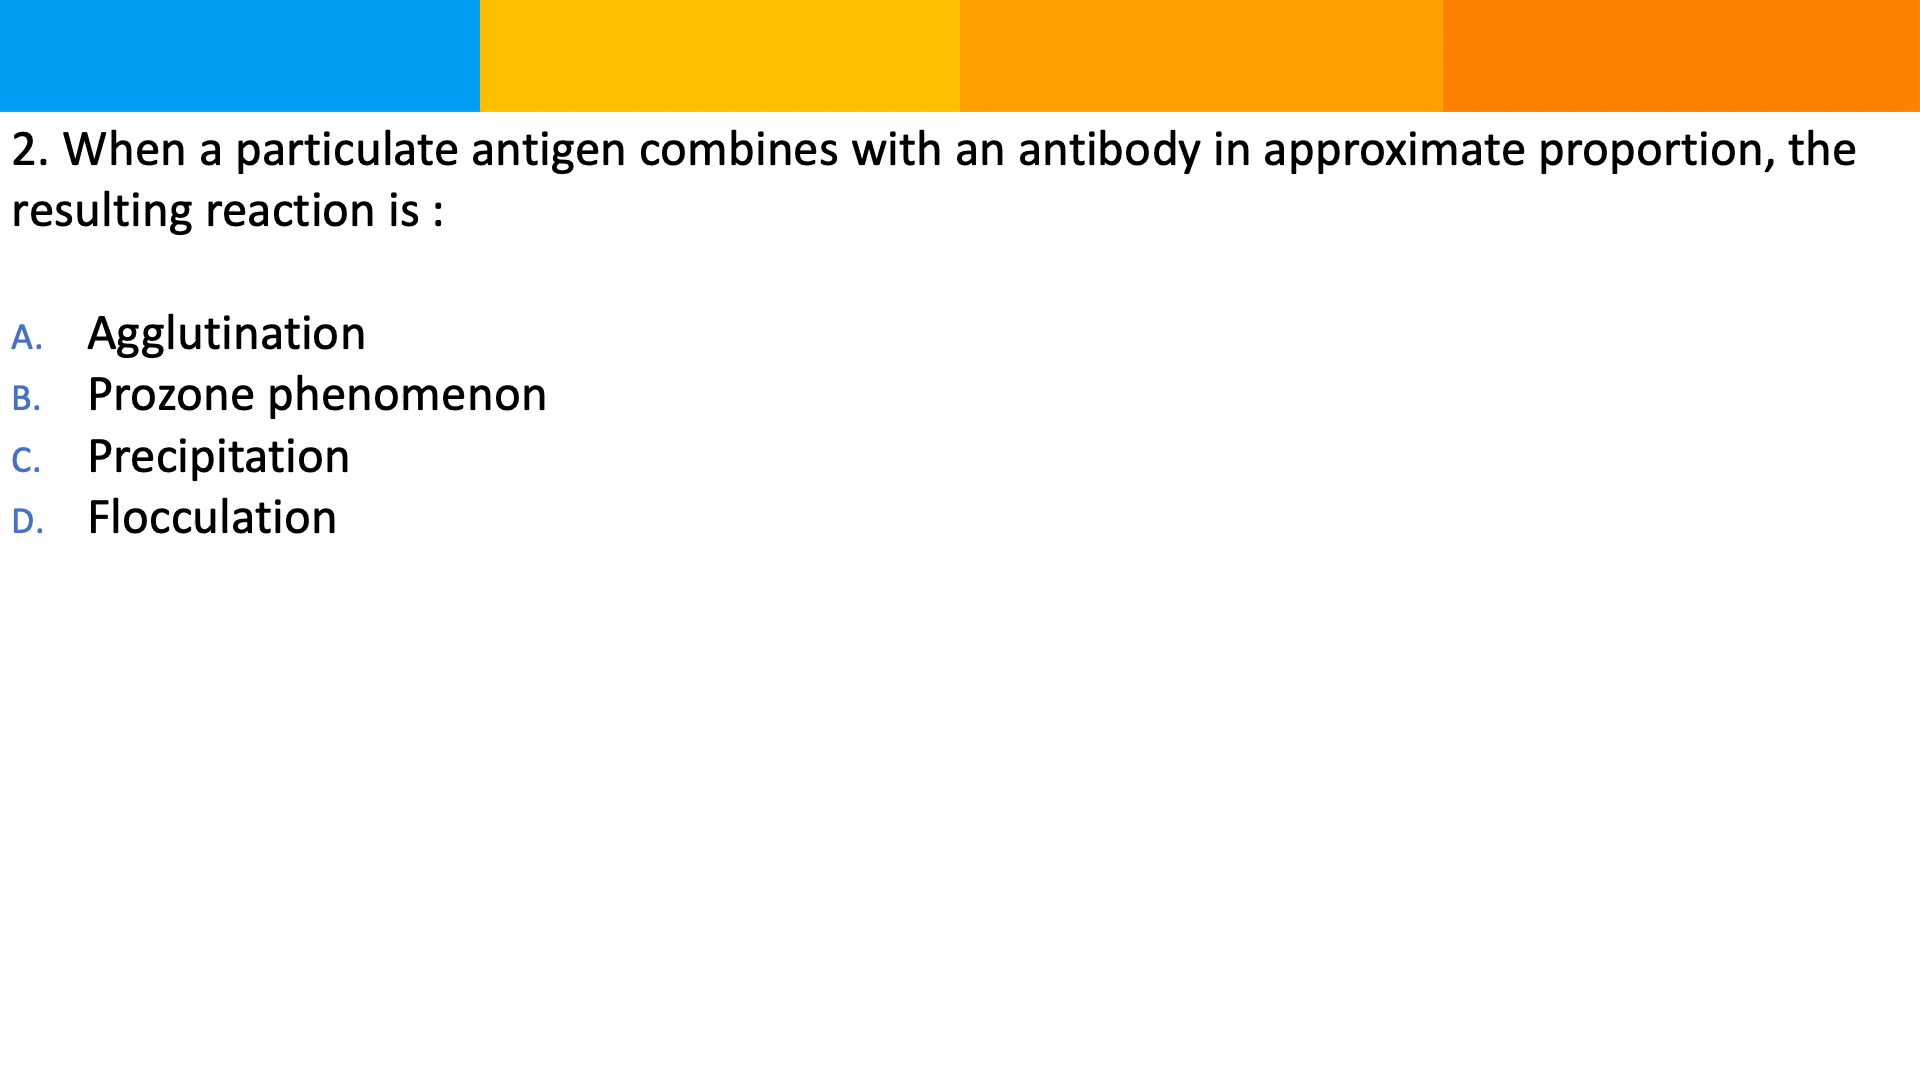 2. When a particulate antigen combines with an antibody in approximate proportion, the
resulting reaction is :
A. Agglutination
B. Prozone phenomenon
C. Precipitation
D. Flocculation